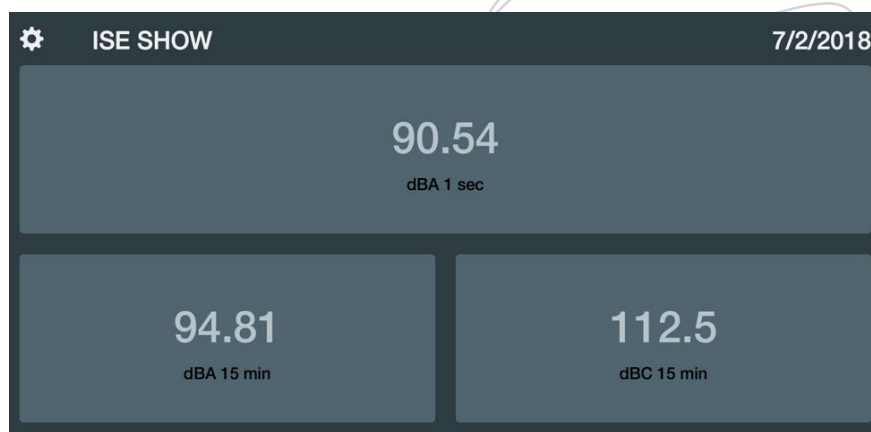 ISE SHOW 7/2/2018
90.54
dBA 1 sec
94.81 112.5
dBA 15 min dBC 15 min